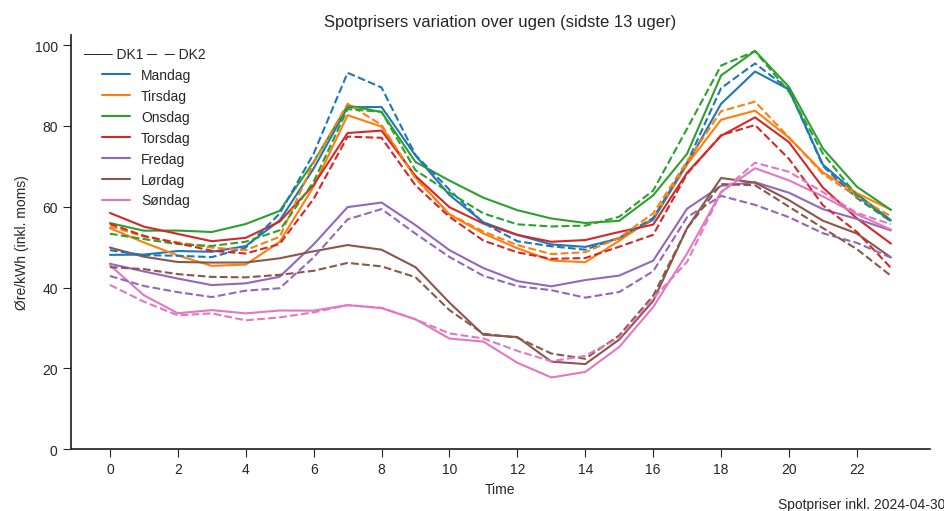 Spotprisers variation over ugen (sidste 13 uger)
DK1 DK2
Mandag
Tirsdag
Onsdag
Torsdag
Fredag
Lørdag
Søndag
Øre/kWh (inkl. moms)
100
80
60
40
20
0
0 2 4 6 8 10 12 14 16 18 20 22
Time
Spotpriser inkl. 2024-04-30